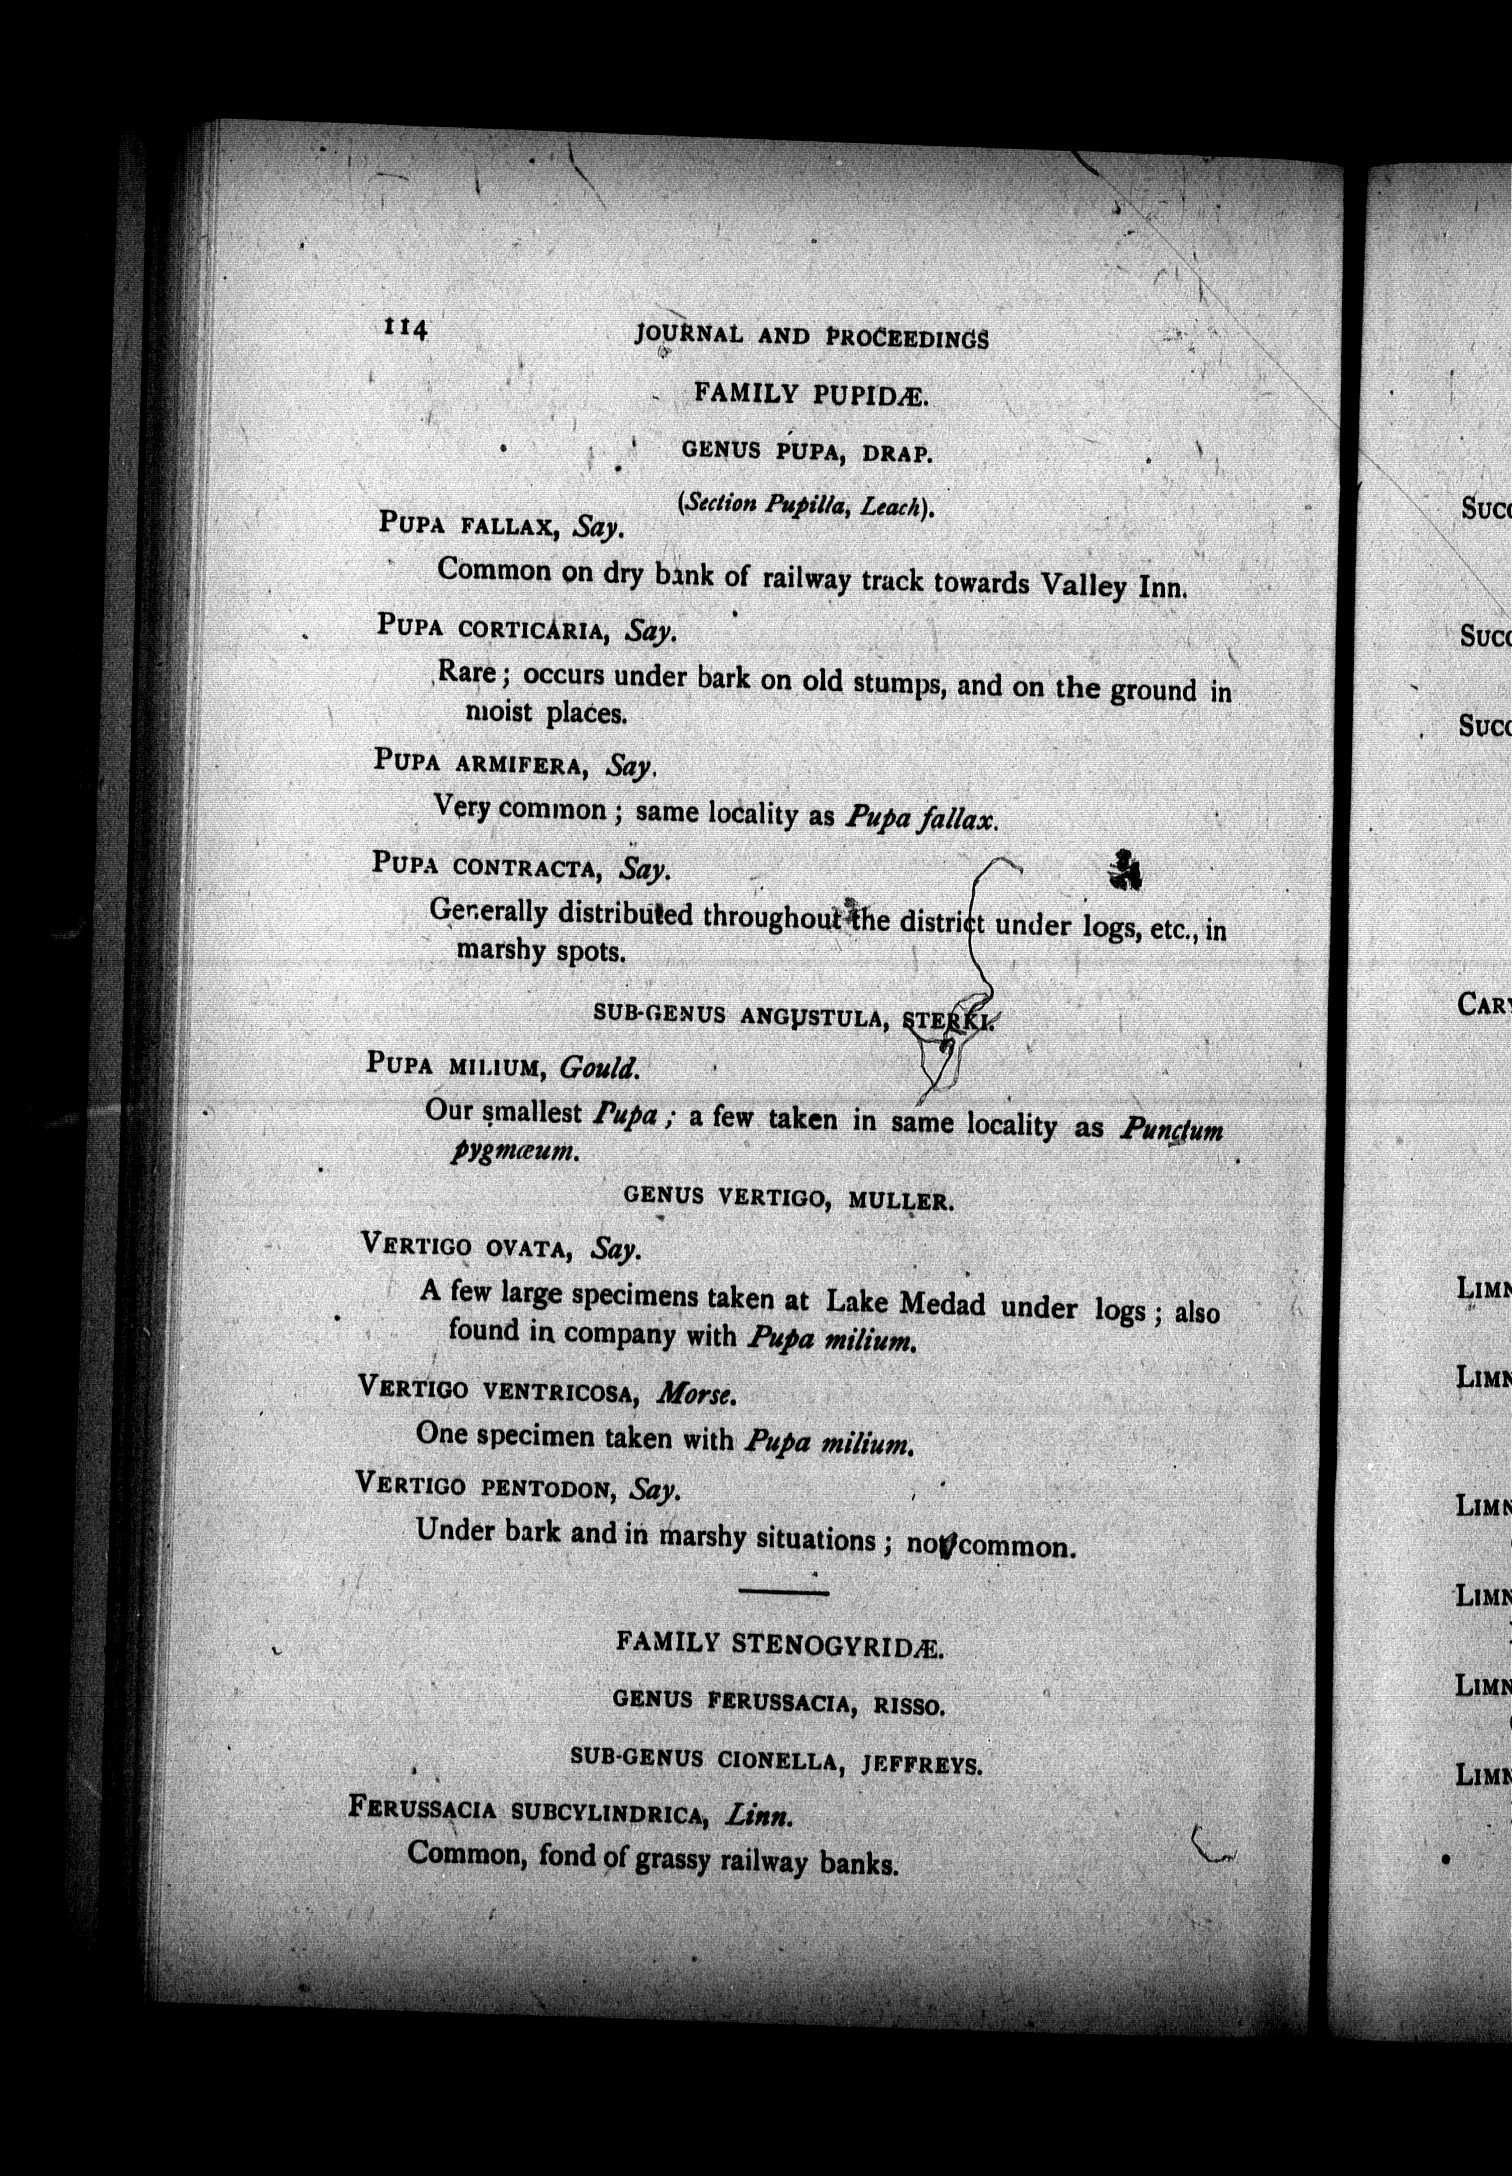 114
JOURNAL AND PROCEEDINGS
FAMILY PUPIDÆ.
GENUS PUPA, DRAP.
(Section Pupilla, Leach).
PUPA FALLAX, Say.
Common on dry bank of railway track towards Valley Inn.
PUPA CORTICARIA, Say.
Rare; occurs under bark on old stumps, and on the ground in
moist places.
PUPA ARMIFERA, Say.
Very common; same locality as Pupa fallax.
PUPA CONTRACTA, Say.
Generally distributed throughout the district under logs, etc., in
marshy spots.
SUB-GENUS ANGUSTULA, STERKI.
PUPA MILIUM, Gould.
Our smallest Pupa; a few taken in same locality as Punctum
pygmæum.
GENUS VERTIGO, MULLER.
VERTIGO OVATA, Say.
A few large specimens taken at Lake Medad under logs; also
found in company with Pupa milium.
VERTIGO VENTRICOSA, Morse.
One specimen taken with Pupa milium.
VERTIGO PENTODON, Say.
Under bark and in marshy situations; not common.
FAMILY STENOGYRIDÆ.
GENUS FERUSSACIA, RISSO.
SUB-GENUS CIONELLA, JEFFREYS.
FERUSSACIA SUBCYLINDRICA, Linn.
Common, fond of grassy railway banks.